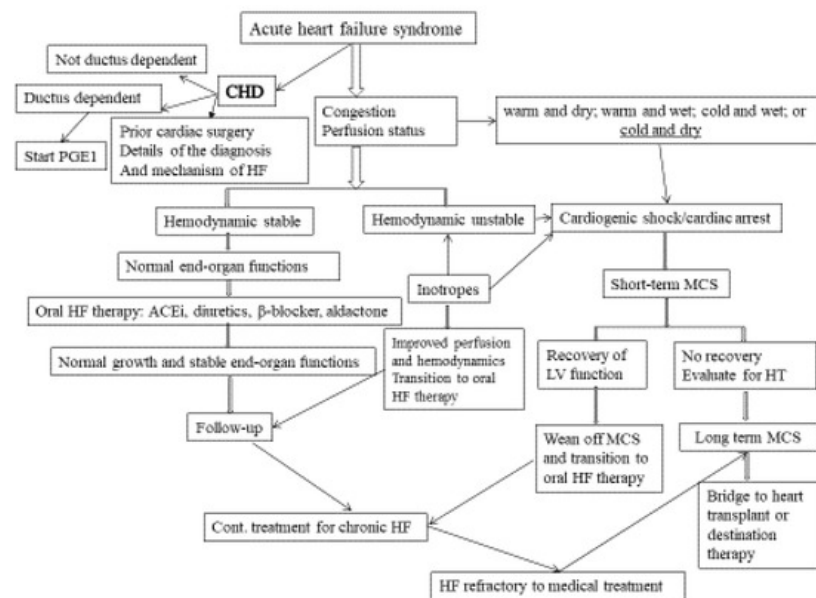 Acute heart failure syndrome
Not ductus dependent
CHD
Ductus dependent
Start PGE1
Prior cardiac surgery
Details of the diagnosis
And mechanism of HF
Congestion
Perfusion status
warm and dry; warm and wet; cold and wet; or
cold and dry
Hemodynamic stable
Hemodynamic unstable
Cardiogenic shock/cardiac arrest
Normal end-organ functions
Inotropes
Short-term MCS
Oral HF therapy: ACEi, diuretics, β-blocker, aldactone
Improved perfusion
and hemodynamics
Transition to oral
HF therapy
Recovery of
LV function
No recovery
Evaluate for HT
Normal growth and stable end-organ functions
Follow-up
Wean off MCS
and transition to
oral HF therapy
Long term MCS
Bridge to heart
transplant or
destination
therapy
Cont. treatment for chronic HF
HF refractory to medical treatment